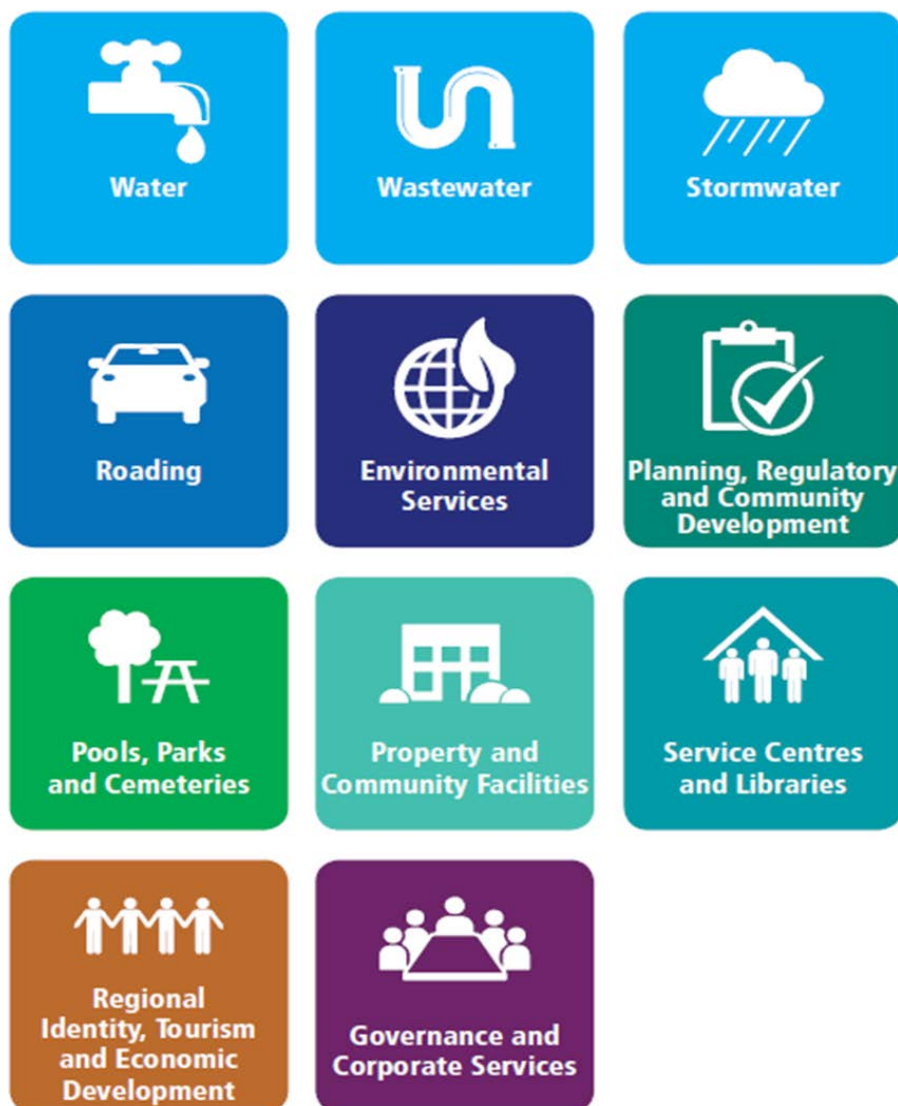 Water
Wastewater
Stormwater
Roading
Environmental
Services
Planning, Regulatory
and Community
Development
Pools, Parks
and Cemeteries
Property and
Community Facilities
Service Centres
and Libraries
Regional
Identity, Tourism
and Economic
Development
Governance and
Corporate Services